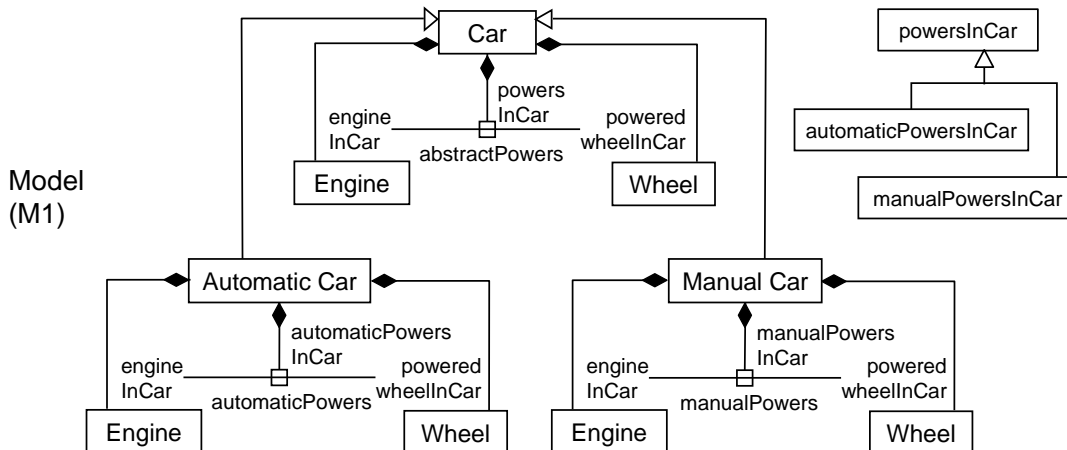 Car
powersInCar
powers
InCar
engine
InCar
powered
wheelInCar
abstractPowers
automaticPowersInCar
Engine
Wheel
manualPowersInCar
Model
(M1)
Automatic Car
Manual Car
automaticPowers
InCar
engine
InCar
powered
wheelInCar
automaticPowers
manualPowers
InCar
engine
InCar
powered
wheelInCar
manualPowers
Engine
Wheel
Engine
Wheel